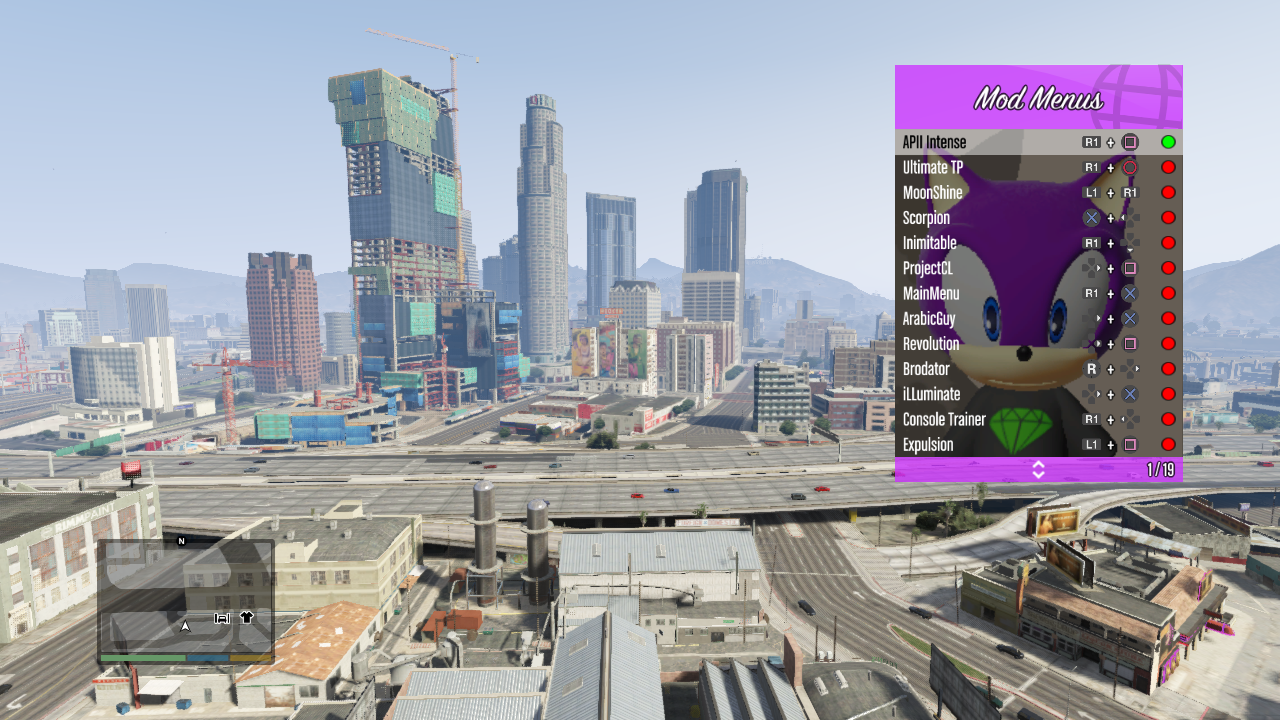 Mod Menus
APII Intense R1 +
Ultimate TP R1 +
MoonShine L1 + R1
Scorpion +
Inimitable R1 +
ProjectCL +
MainMenu R1 +
ArabicGuy +
Revolution +
Brodator R +
iLLuminate +
Console Trainer R1 +
Expulsion L1 +
1/19
N